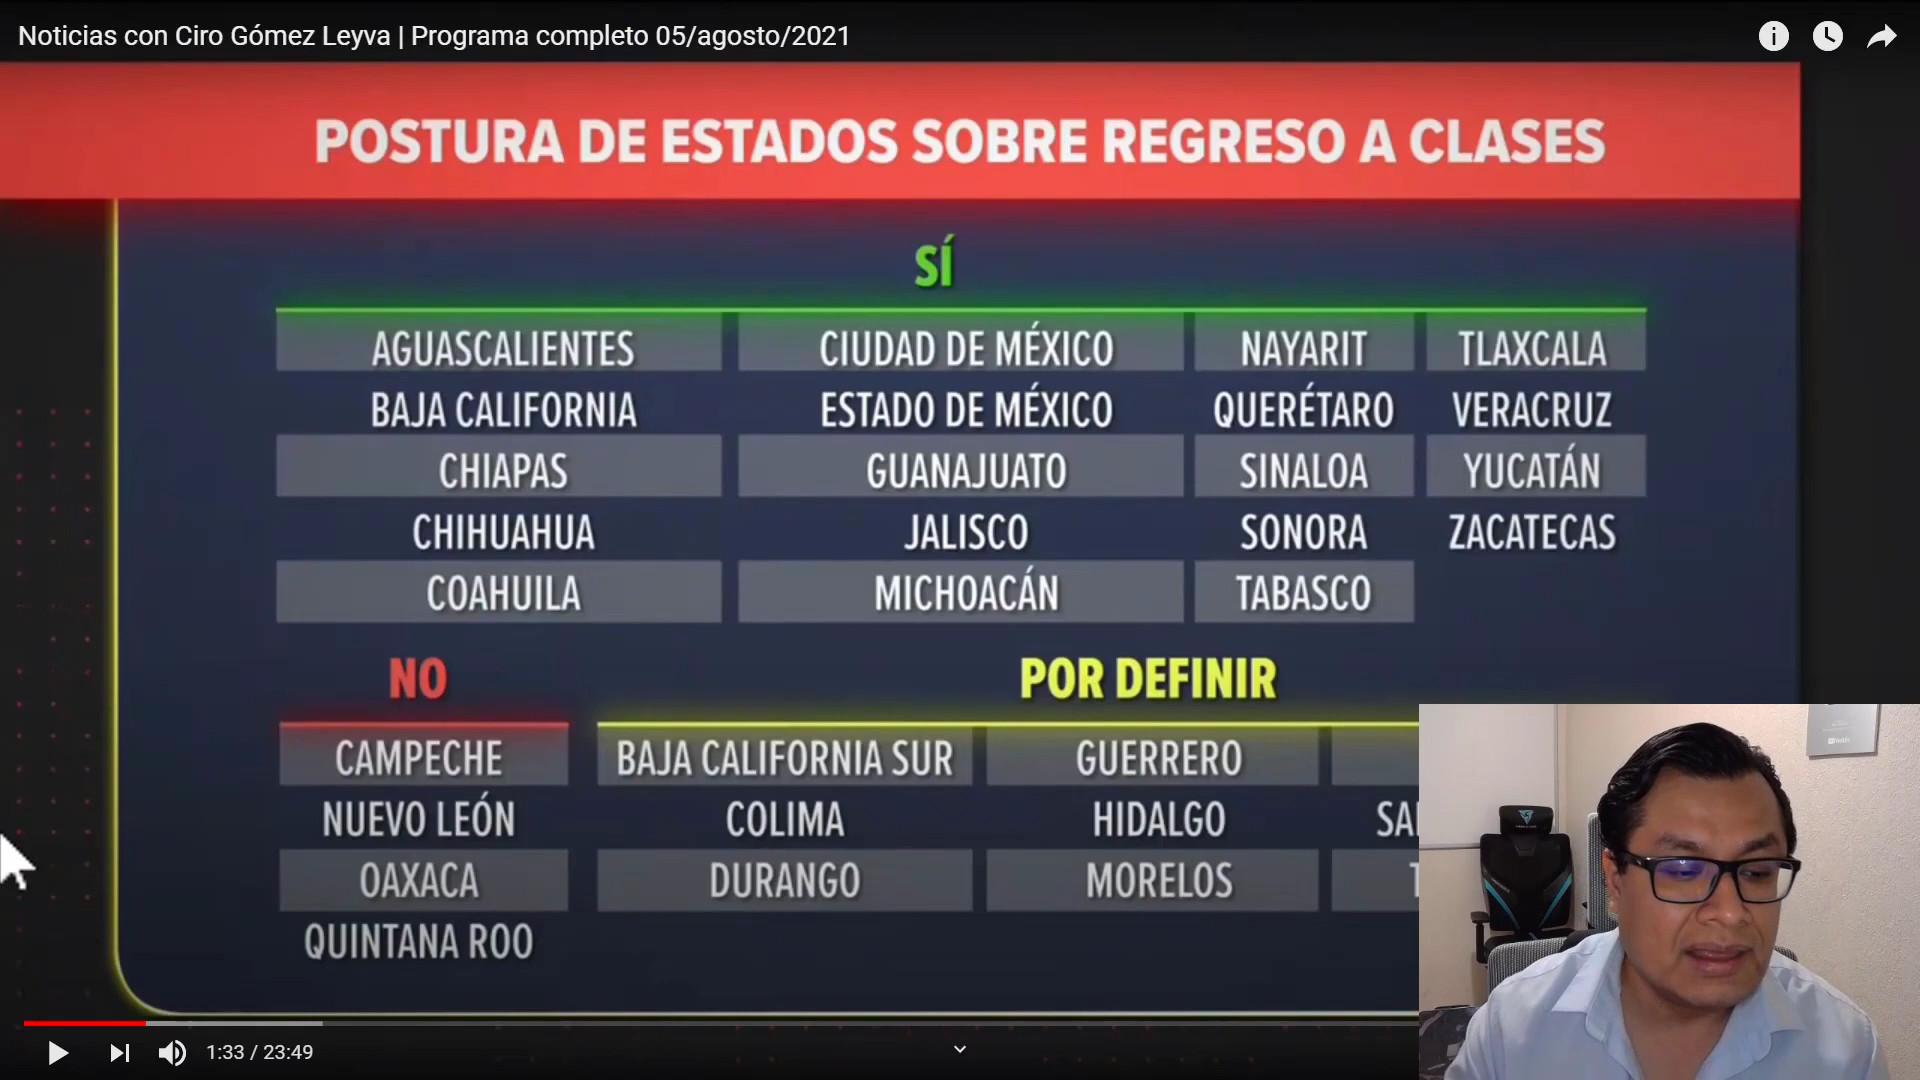 Noticias con Ciro Gómez Leyva | Programa completo 05/agosto/2021
POSTURA DE ESTADOS SOBRE REGRESO A CLASES
SÍ
AGUASCALIENTES CIUDAD DE MÉXICO NAYARIT TLAXCALA
BAJA CALIFORNIA ESTADO DE MÉXICO QUERÉTARO VERACRUZ
CHIAPAS GUANAJUATO SINALOA YUCATÁN
CHIHUAHUA JALISCO SONORA ZACATECAS
COAHUILA MICHOACÁN TABASCO
NO POR DEFINIR
CAMPECHE BAJA CALIFORNIA SUR GUERRERO
NUEVO LEÓN COLIMA HIDALGO
OAXACA DURANGO MORELOS
QUINTANA ROO
1:33 / 23:49